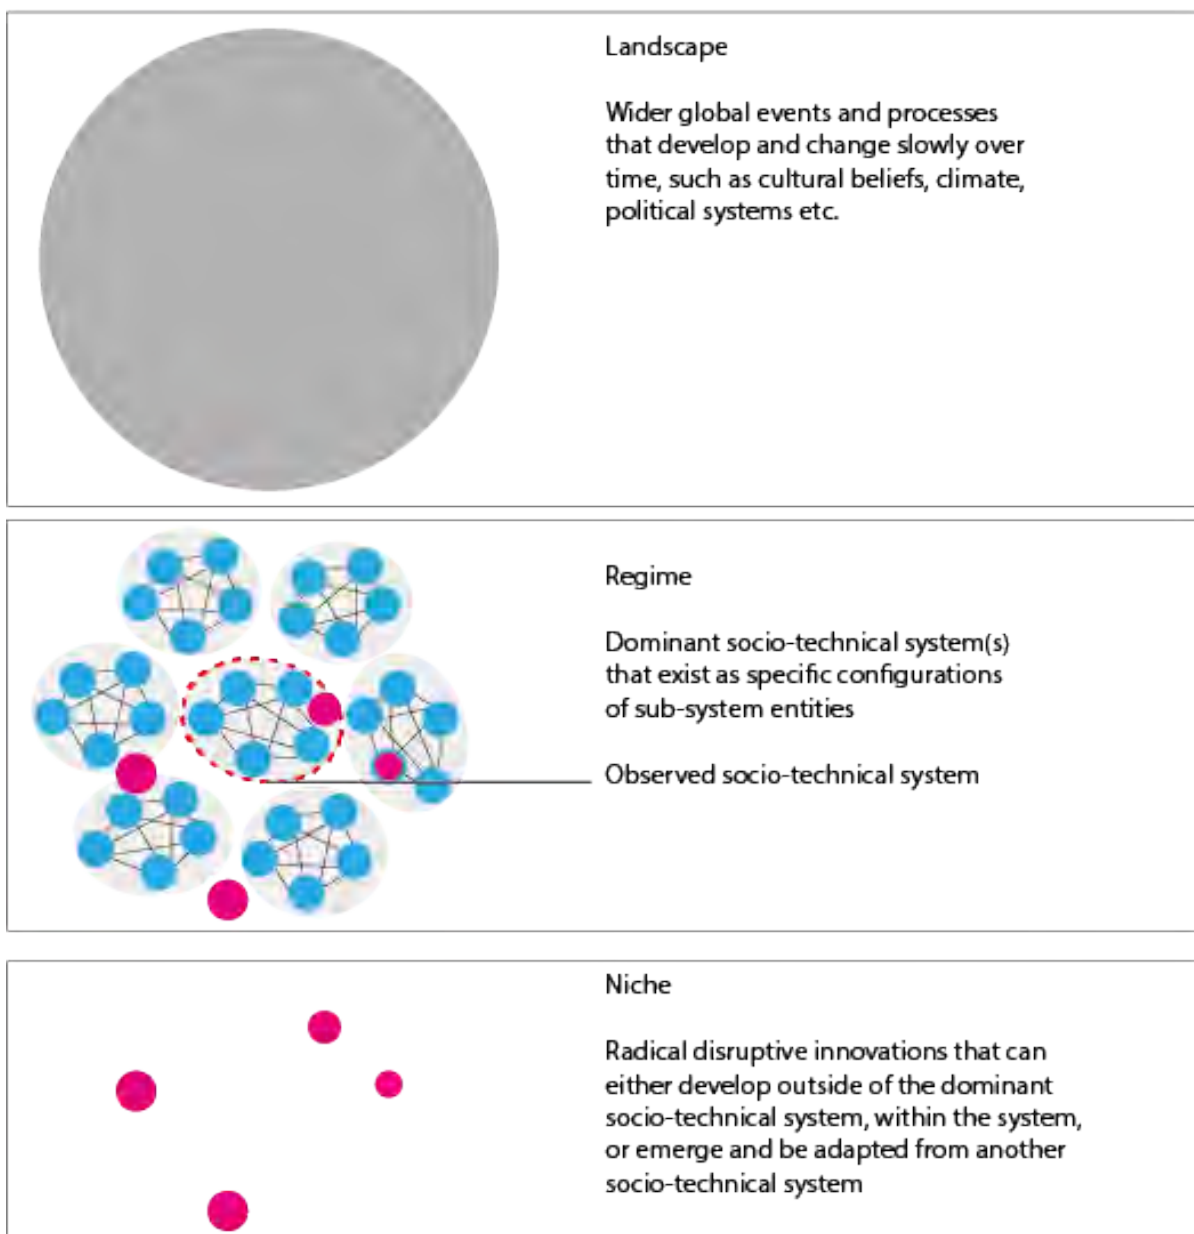 Landscape
Wider global events and processes
that develop and change slowly over
time, such as cultural beliefs, climate,
political systems etc.
Regime
Dominant socio-technical system(s)
that exist as specific configurations
of sub-system entities
Observed socio-technical system
Niche
Radical disruptive innovations that can
either develop outside of the dominant
socio-technical system, within the system,
or emerge and be adapted from another
socio-technical system